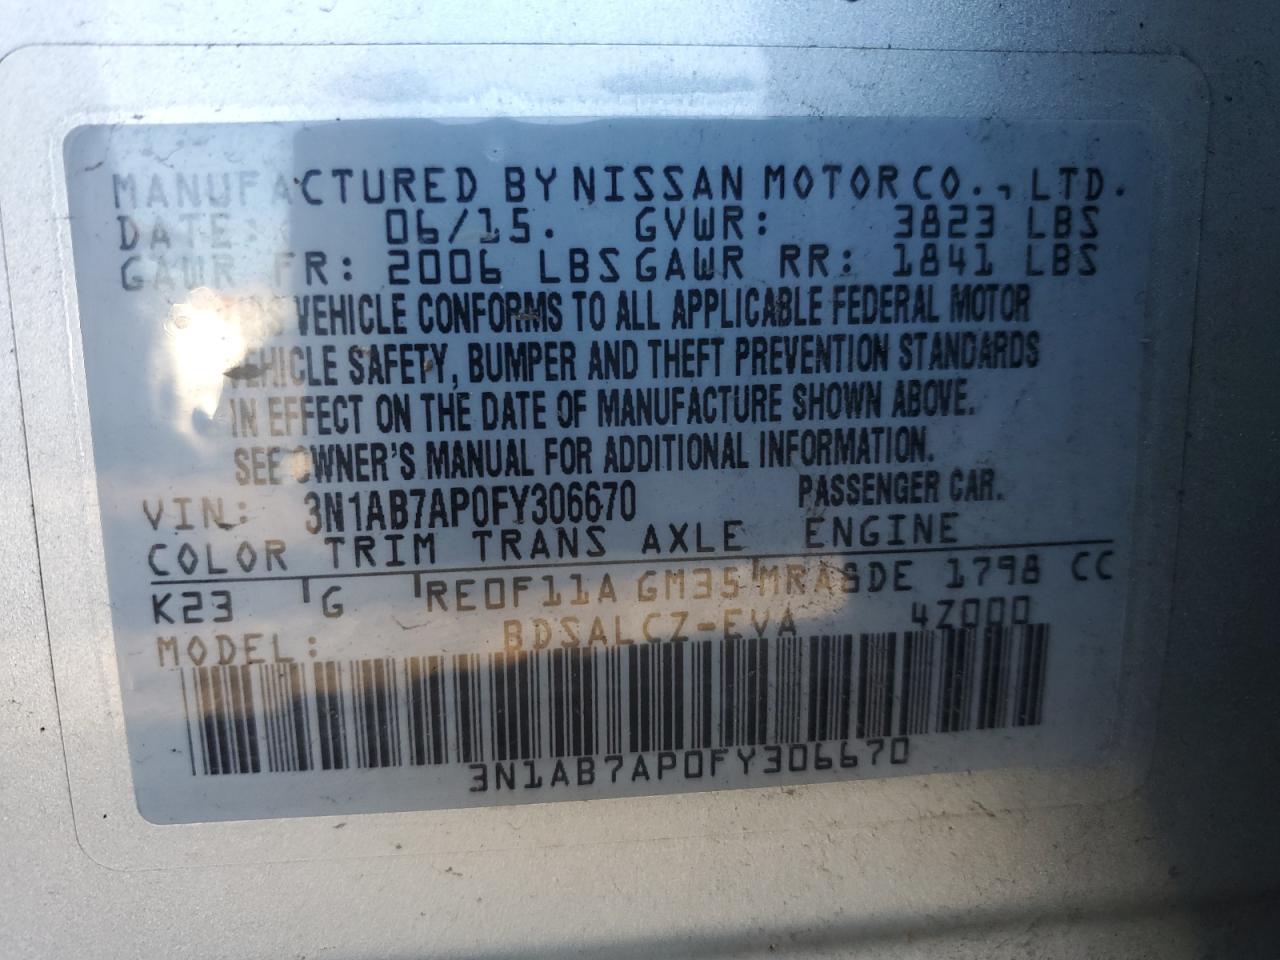 MANUFACTURED BY NISSAN MOTOR CO., LTD.
DATE: 06/15. GVWR: 3823 LBS
GAWR FR: 2006 LBS GAWR RR: 1841 LBS
THIS VEHICLE CONFORMS TO ALL APPLICABLE FEDERAL MOTOR
VEHICLE SAFETY, BUMPER AND THEFT PREVENTION STANDARDS
IN EFFECT ON THE DATE OF MANUFACTURE SHOWN ABOVE.
SEE OWNER'S MANUAL FOR ADDITIONAL INFORMATION.
VIN: 3N1AB7AP0FY306670 PASSENGER CAR.
COLOR TRIM TRANS AXLE ENGINE
K23 G RE0F11A GM35 MRA8DE 1798 CC
MODEL: BDSALCZ-EVA 4Z000
3N1AB7AP0FY306670